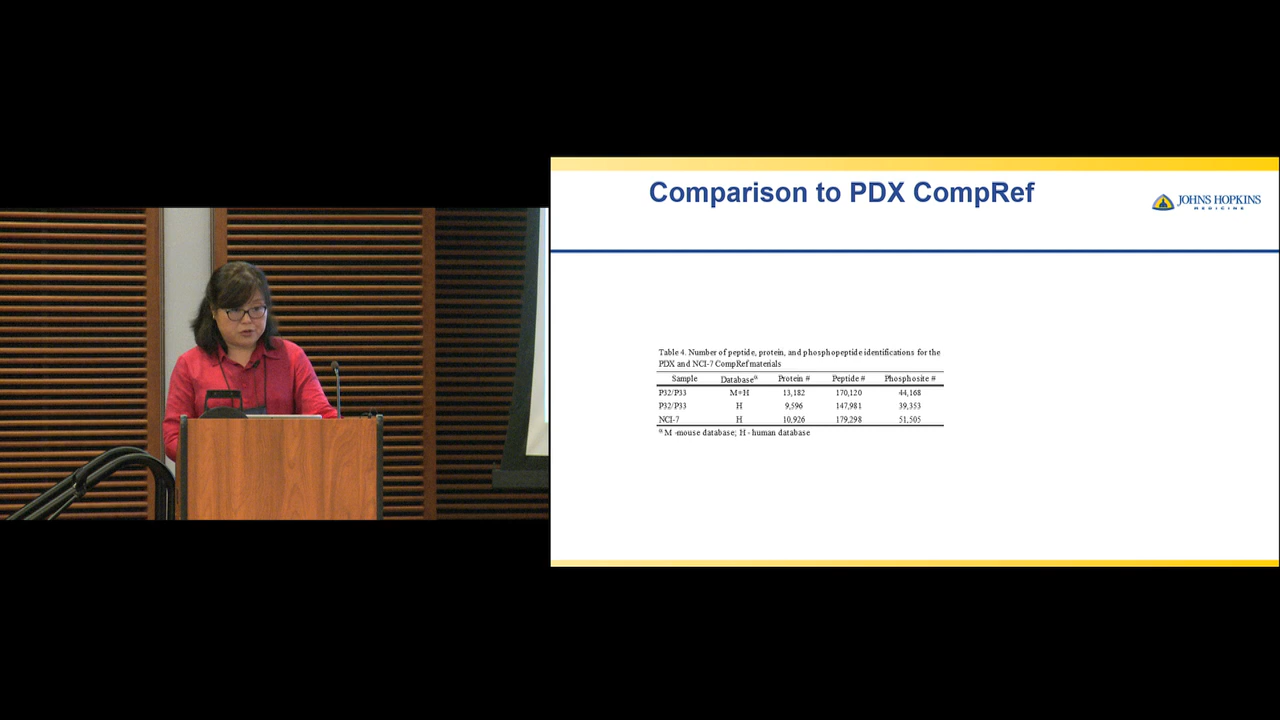 Comparison to PDX CompRef
JOHNS HOPKINS
MEDICINE
Table 4. Number of peptide, protein, and phosphopeptide identifications for the
PDX and NCI-7 CompRef materials
Sample Databaseᵃ Protein # Peptide # Phosphosite #
P32/P33 M+H 13,182 170,120 44,168
P32/P33 H 9,596 147,981 39,353
NCI-7 H 10,926 179,298 51,505
ᵃ M -mouse database; H - human database